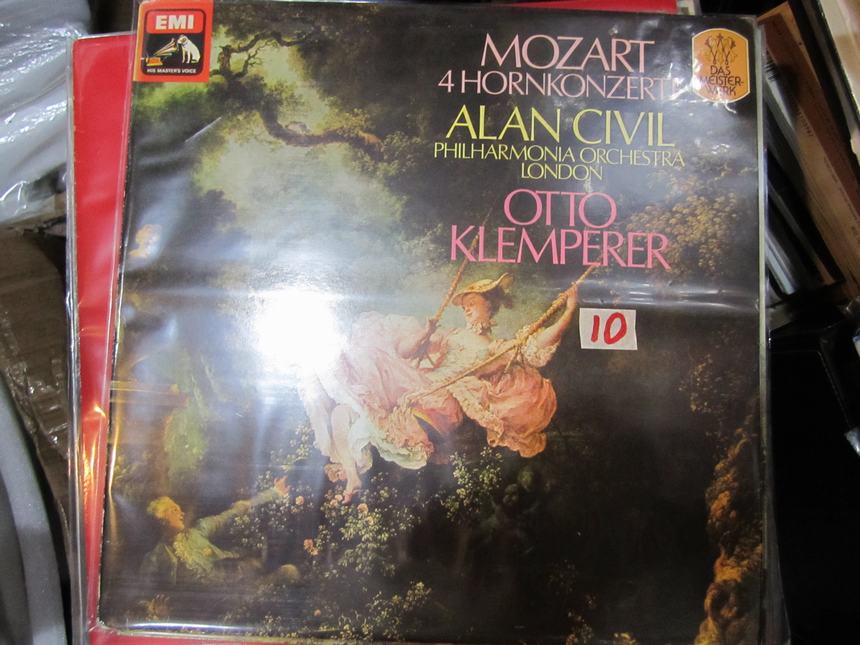 EMI
HIS MASTER'S VOICE
MOZART
4 HORNKONZERTE
DAS
MEISTER-
WERK
ALAN CIVIL
PHILHARMONIA ORCHESTRA
LONDON
OTTO
KLEMPERER
10